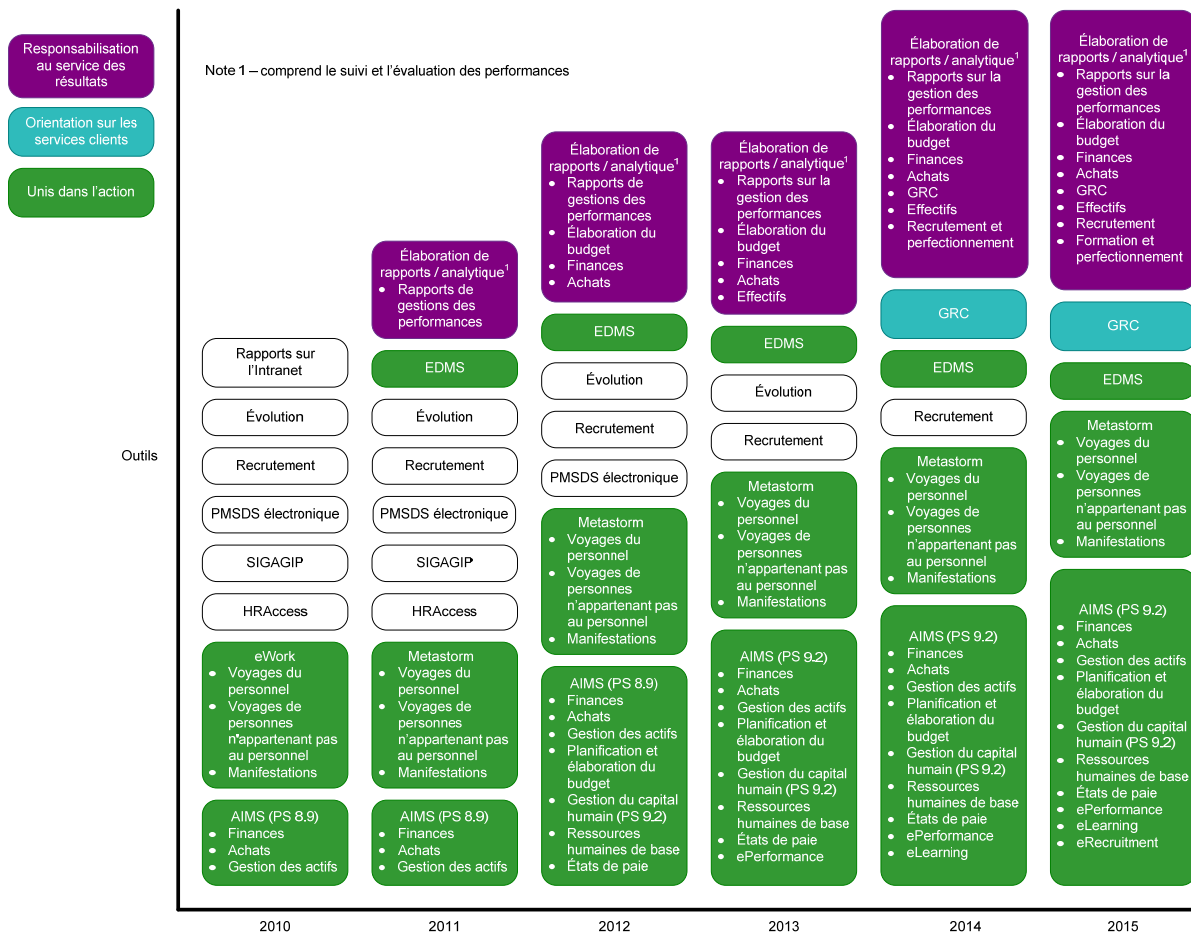 Responsabilisation
au service des
résultats
Orientation sur les
services clients
Unis dans l'action
Note 1 – comprend le suivi et l'évaluation des performances
Outils
Rapports sur
l'Intranet
Évolution
Recrutement
PMSDS électronique
SIGAGIP
HRAccess
eWork
• Voyages du
personnel
• Voyages de
personnes
n'appartenant pas
au personnel
• Manifestations
AIMS (PS 8.9)
• Finances
• Achats
• Gestion des actifs
2010
Élaboration de
rapports / analytique¹
• Rapports de
gestions des
performances
EDMS
Évolution
Recrutement
PMSDS électronique
SIGAGIP
HRAccess
Metastorm
• Voyages du
personnel
• Voyages de
personnes
n'appartenant pas
au personnel
• Manifestations
AIMS (PS 8.9)
• Finances
• Achats
• Gestion des actifs
2011
Élaboration de
rapports / analytique¹
• Rapports de
gestions des
performances
• Élaboration du
budget
• Finances
• Achats
EDMS
Évolution
Recrutement
PMSDS électronique
Metastorm
• Voyages du
personnel
• Voyages de
personnes
n'appartenant pas
au personnel
• Manifestations
AIMS (PS 8.9)
• Finances
• Achats
• Gestion des actifs
• Planification et
élaboration du
budget
• Gestion du capital
humain (PS 9.2)
• Ressources
humaines de base
• États de paie
2012
Élaboration de
rapports / analytique¹
• Rapports sur la
gestion des
performances
• Élaboration du
budget
• Finances
• Achats
• Effectifs
EDMS
Évolution
Recrutement
Metastorm
• Voyages du
personnel
• Voyages de
personnes
n'appartenant pas
au personnel
• Manifestations
AIMS (PS 9.2)
• Finances
• Achats
• Gestion des actifs
• Planification et
élaboration du
budget
• Gestion du capital
humain (PS 9.2)
• Ressources
humaines de base
• États de paie
• ePerformance
2013
Élaboration de
rapports / analytique¹
• Rapports sur la
gestion des
performances
• Élaboration du
budget
• Finances
• Achats
• GRC
• Effectifs
• Recrutement et
perfectionnement
GRC
EDMS
Recrutement
Metastorm
• Voyages du
personnel
• Voyages de
personnes
n'appartenant pas
au personnel
• Manifestations
AIMS (PS 9.2)
• Finances
• Achats
• Gestion des actifs
• Planification et
élaboration du
budget
• Gestion du capital
humain (PS 9.2)
• Ressources
humaines de base
• États de paie
• ePerformance
• eLearning
2014
Élaboration de
rapports / analytique¹
• Rapports sur la
gestion des
performances
• Élaboration du
budget
• Finances
• Achats
• GRC
• Effectifs
• Recrutement
• Formation et
perfectionnement
GRC
EDMS
Metastorm
• Voyages du
personnel
• Voyages de
personnes
n'appartenant pas
au personnel
• Manifestations
AIMS (PS 9.2)
• Finances
• Achats
• Gestion des actifs
• Planification et
élaboration du
budget
• Gestion du capital
humain (PS 9.2)
• Ressources
humaines de base
• États de paie
• ePerformance
• eLearning
• eRecruitment
2015